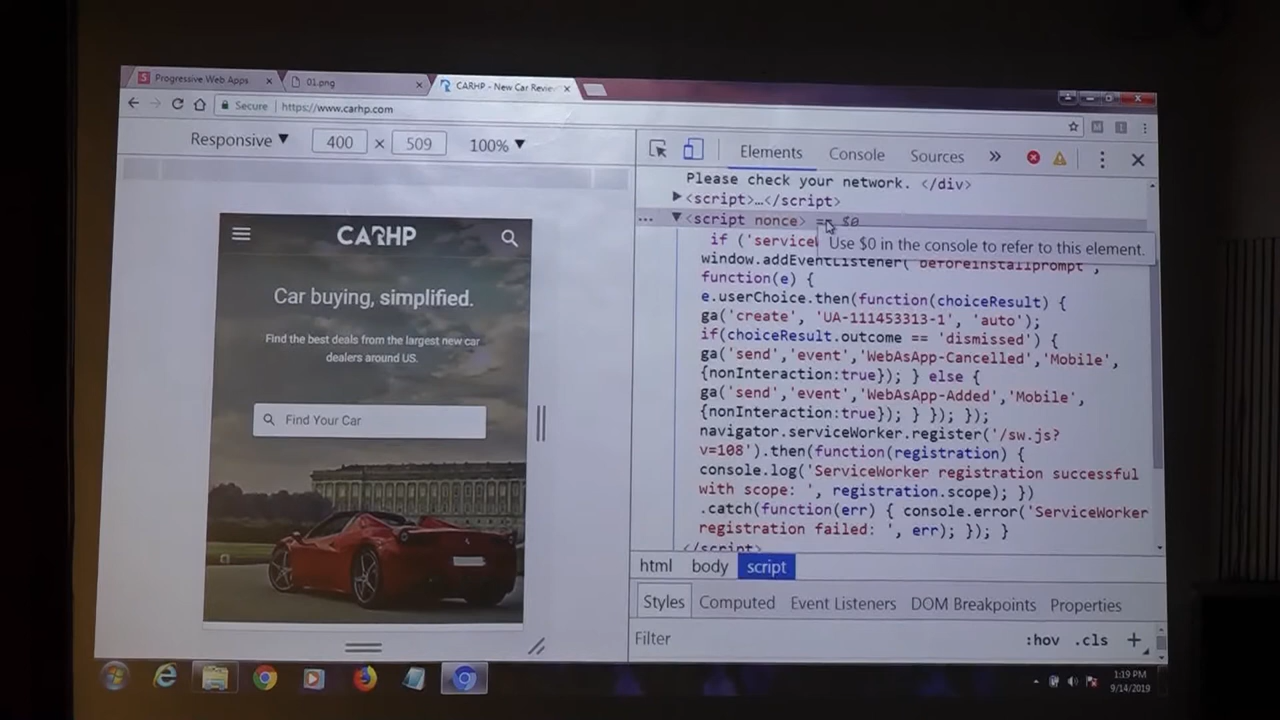 Progressive Web Apps
01.png
CARHP - New Car Revie
Secure
https://www.carhp.com
Responsive
400 × 509
100%
CARHP
Car buying, simplified.
Find the best deals from the largest new car
dealers around US.
Find Your Car
Elements
Console
Sources
Please check your network. </div>
<script>…</script>
<script nonce> == $0
if ('service
Use $0 in the console to refer to this element.
window.addEventListener('beforeinstallprompt',
function(e) {
e.userChoice.then(function(choiceResult) {
ga('create', 'UA-111453313-1', 'auto');
if(choiceResult.outcome == 'dismissed') {
ga('send','event','WebAsApp-Cancelled','Mobile',
{nonInteraction:true}); } else {
ga('send','event','WebAsApp-Added','Mobile',
{nonInteraction:true}); } }); });
navigator.serviceWorker.register('/sw.js?
v=108').then(function(registration) {
console.log('ServiceWorker registration successful
with scope: ', registration.scope); })
.catch(function(err) { console.error('ServiceWorker
registration failed: ', err); }); }
</script>
html
body
script
Styles
Computed
Event Listeners
DOM Breakpoints
Properties
Filter
:hov
.cls
1:19 PM
9/14/2019